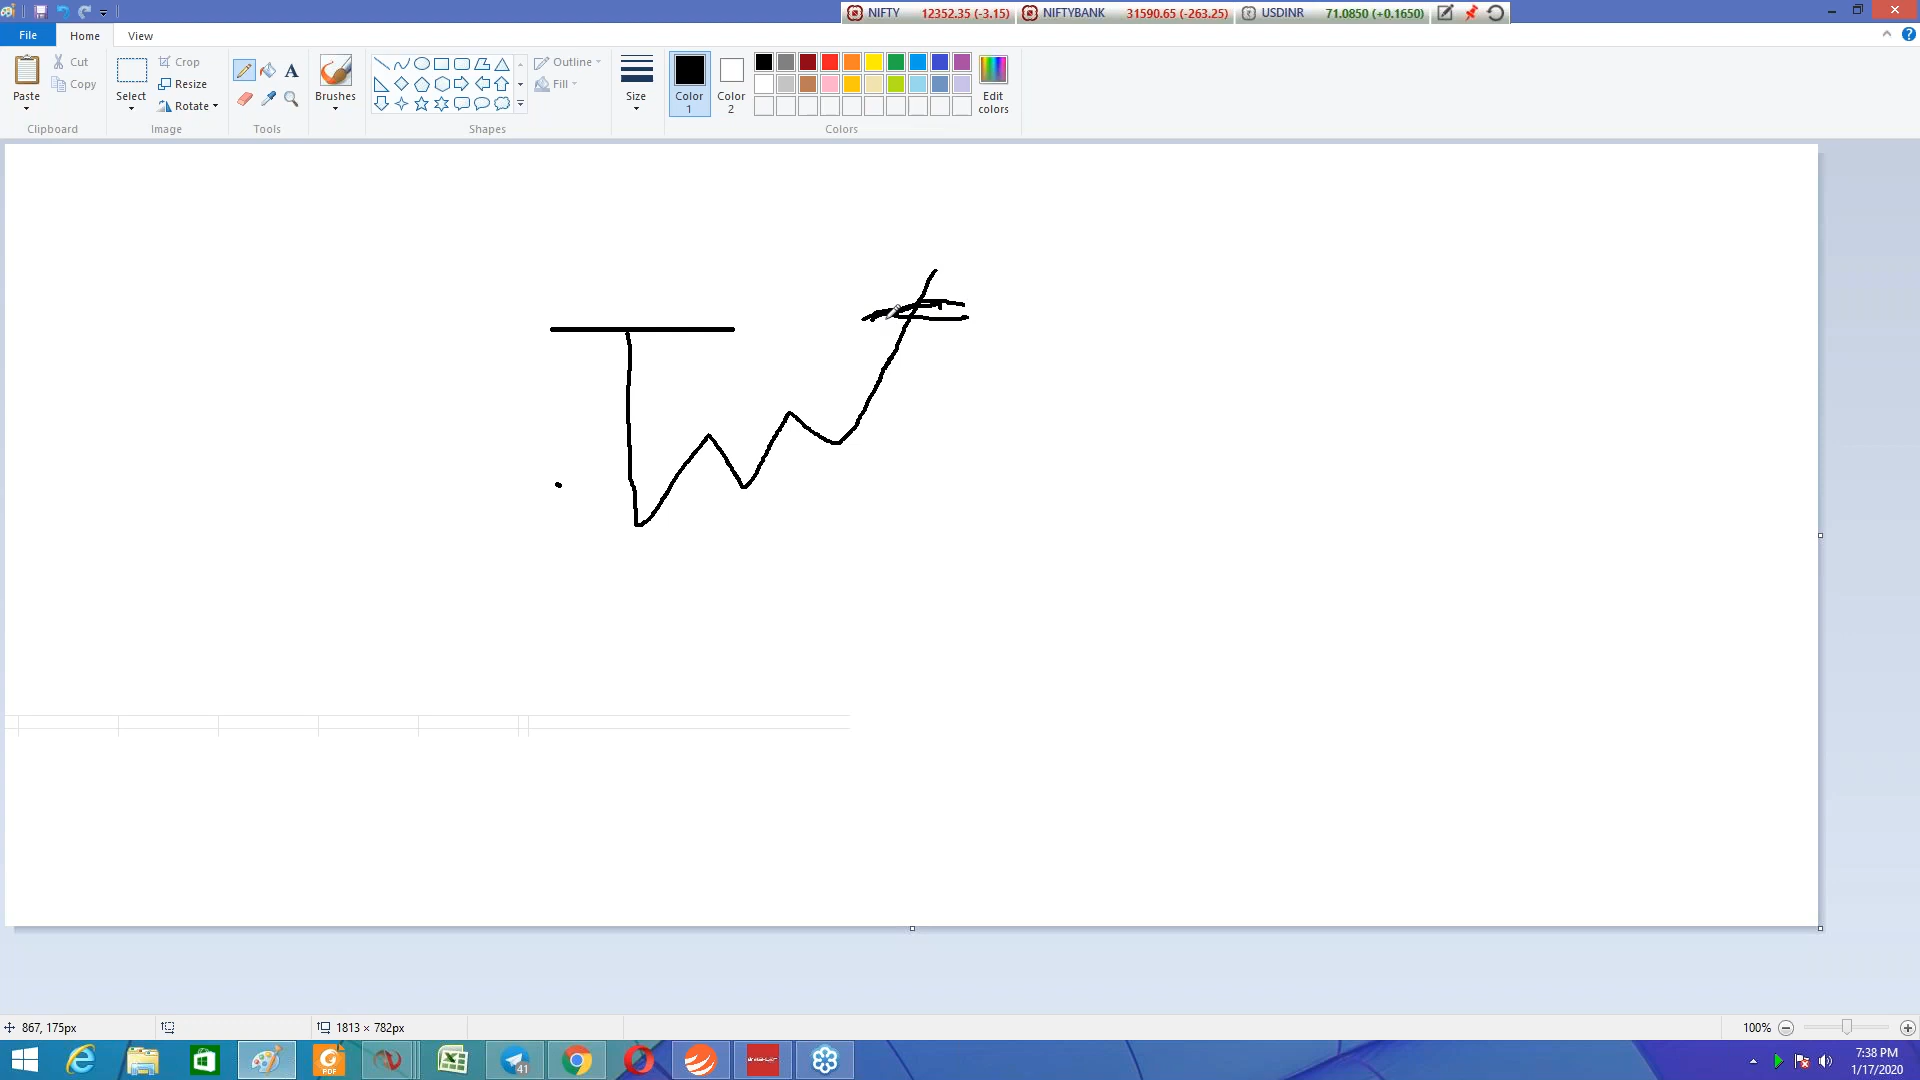 NIFTY 12352.35 (-3.15) NIFTYBANK 31590.65 (-263.25) USDINR 71.0850 (+0.1650)
File Home View
Paste Cut Copy Clipboard
Select Crop Resize Rotate Image
A Tools
Brushes
Shapes Outline Fill
Size
Color 1 Color 2 Edit colors Colors
867, 175px 1813 × 782px 100%
PDF 41 7:38 PM
1/17/2020